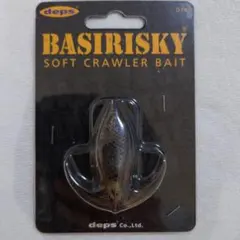 deps
BASIRISKY
SOFT CRAWLER BAIT
deps Co.,Ltd.